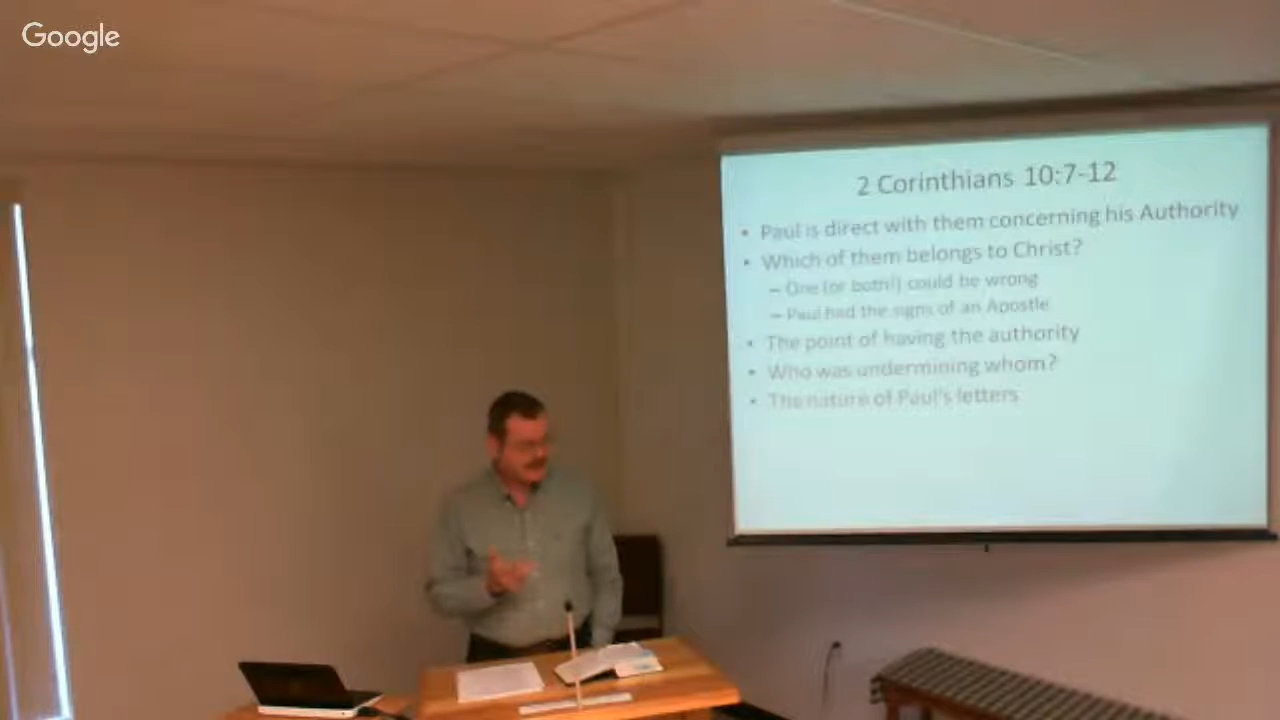 Google
2 Corinthians 10:7-12
• Paul is direct with them concerning his Authority
• Which of them belongs to Christ?
– One (or both!) could be wrong
– Paul had the signs of an Apostle
• The point of having the authority
• Who was undermining whom?
• The nature of Paul's letters